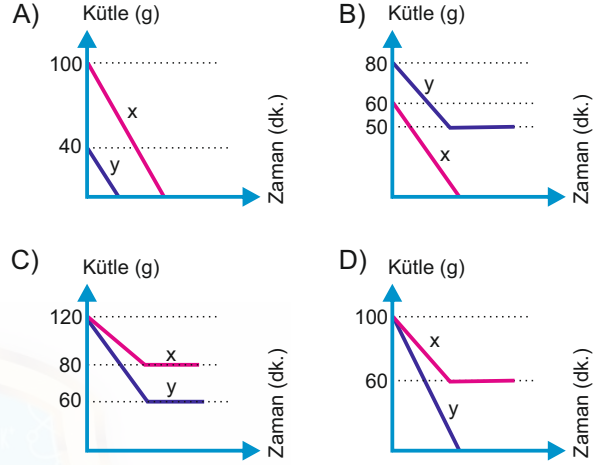 A) Kütle (g)
100
x
40
y
Zaman (dk.)
B) Kütle (g)
80
y
60
50
x
Zaman (dk.)
C) Kütle (g)
120
x
80
y
60
Zaman (dk.)
D) Kütle (g)
100
x
60
y
Zaman (dk.)